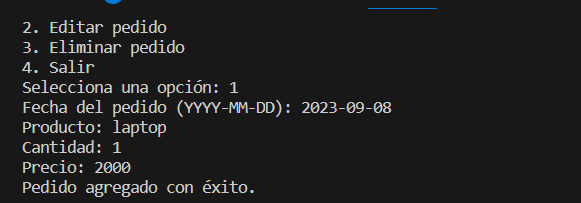 2. Editar pedido
3. Eliminar pedido
4. Salir
Selecciona una opción: 1
Fecha del pedido (YYYY-MM-DD): 2023-09-08
Producto: laptop
Cantidad: 1
Precio: 2000
Pedido agregado con éxito.